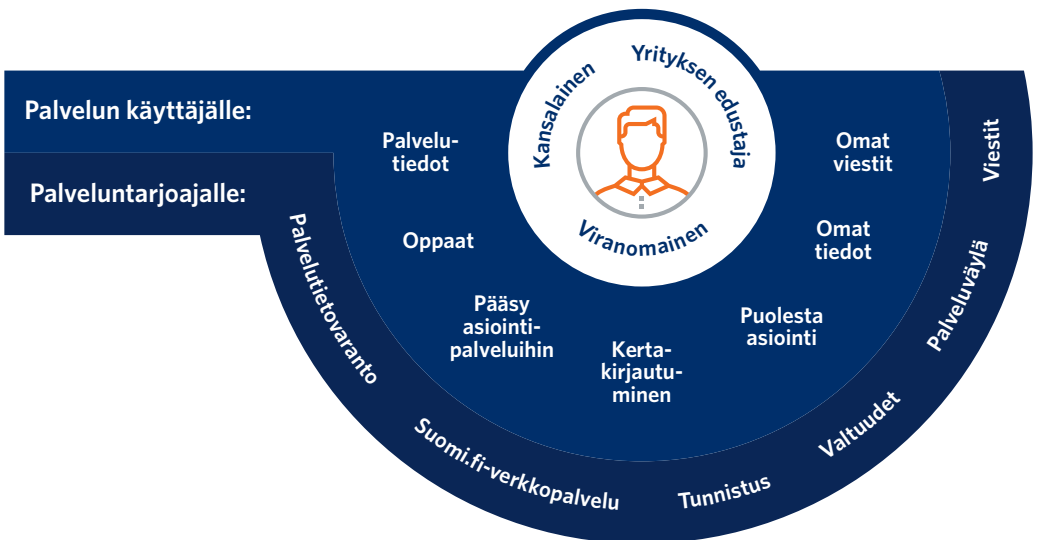 Kansalainen
Yrityksen edustaja
Viranomainen
Palvelun käyttäjälle:
Palvelu-
tiedot
Oppaat
Pääsy
asiointi-
palveluihin
Kerta-
kirjautu-
minen
Puolesta
asiointi
Omat
tiedot
Omat
viestit
Palveluntarjoajalle:
Palvelutietovaranto
Suomi.fi-verkkopalvelu
Tunnistus
Valtuudet
Palveluväylä
Viestit